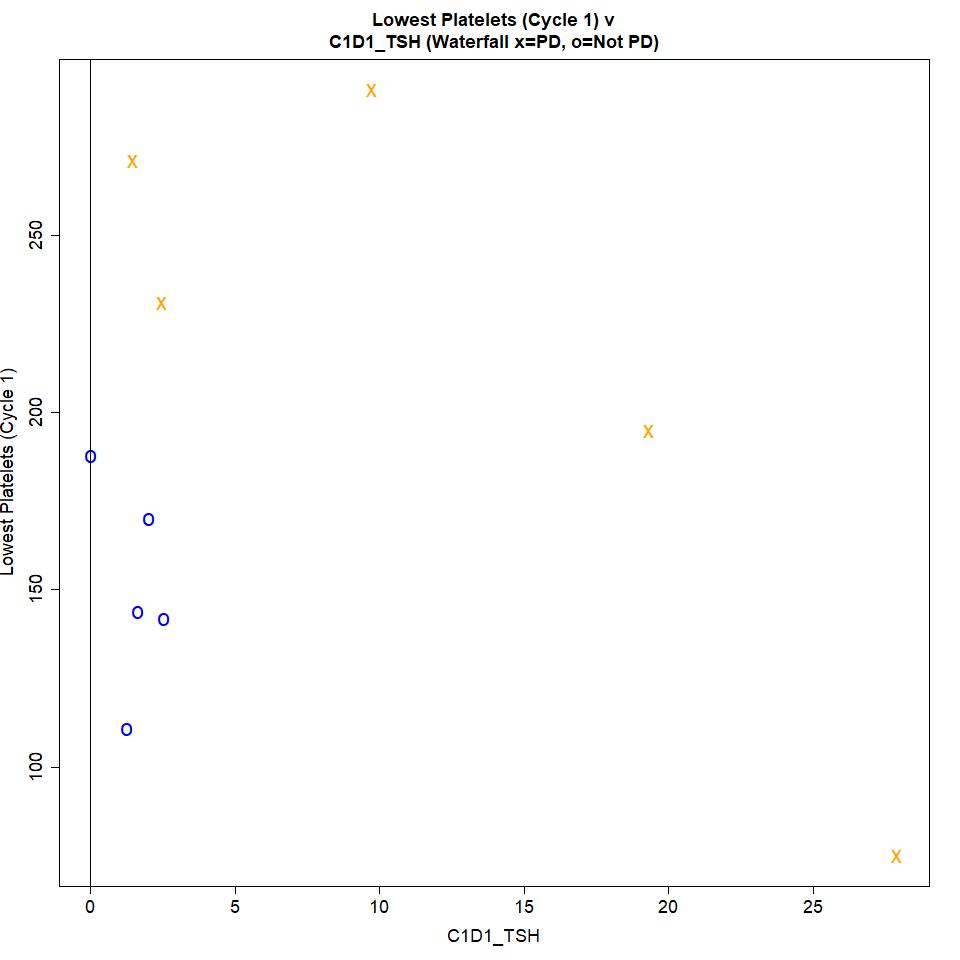 Lowest Platelets (Cycle 1) v
C1D1_TSH (Waterfall x=PD, o=Not PD)
Lowest Platelets (Cycle 1)
250
200
150
100
X
X
X
X
X
O
O
O
O
O
0 5 10 15 20 25
C1D1_TSH